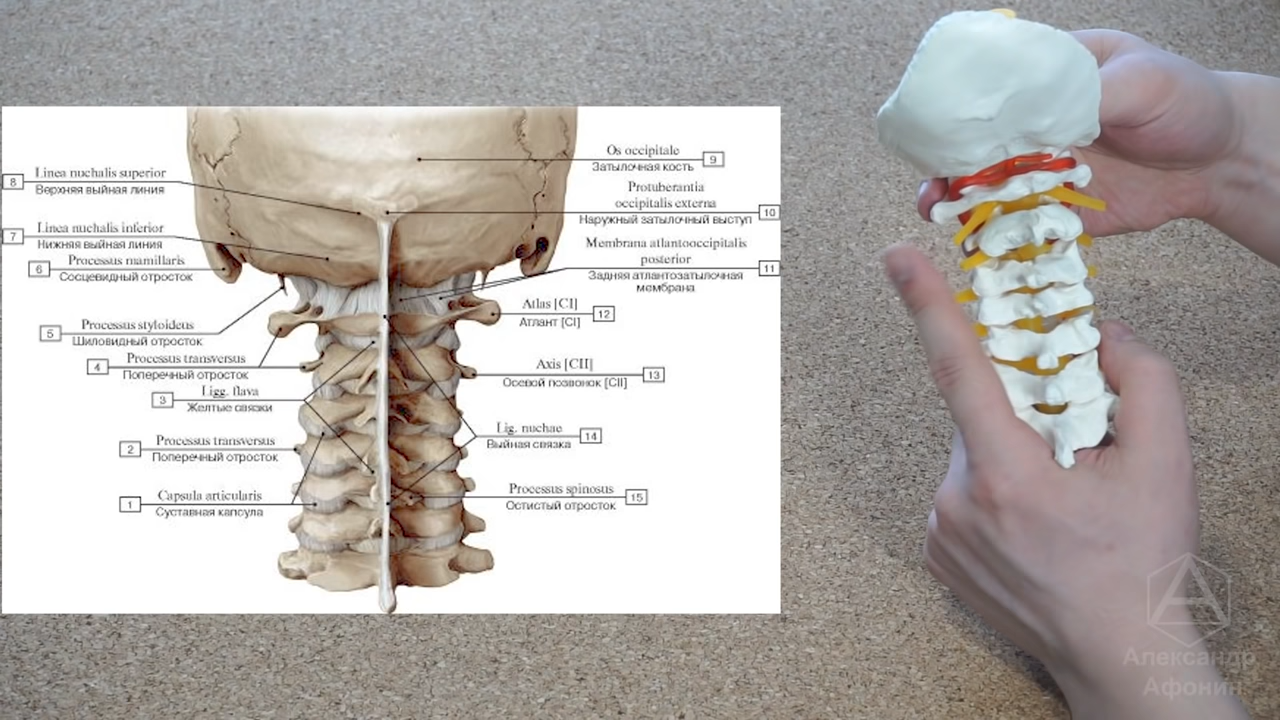 8
Linea nuchalis superior
Верхняя выйная линия
7
Linea nuchalis inferior
Нижняя выйная линия
6
Processus mamillaris
Сосцевидный отросток
5
Processus styloideus
Шиловидный отросток
4
Processus transversus
Поперечный отросток
3
Ligg. flava
Желтые связки
2
Processus transversus
Поперечный отросток
1
Capsula articularis
Суставная капсула
Os occipitale
9
Затылочная кость
Protuberantia
occipitalis externa
10
Наружный затылочный выступ
Membrana atlantooccipitalis
posterior
11
Задняя атлантозатылочная
мембрана
Atlas [CI]
12
Атлант [CI]
Axis [CII]
13
Осевой позвонок [CII]
Lig. nuchae
14
Выйная связка
Processus spinosus
15
Остистый отросток
Александр
Афонин